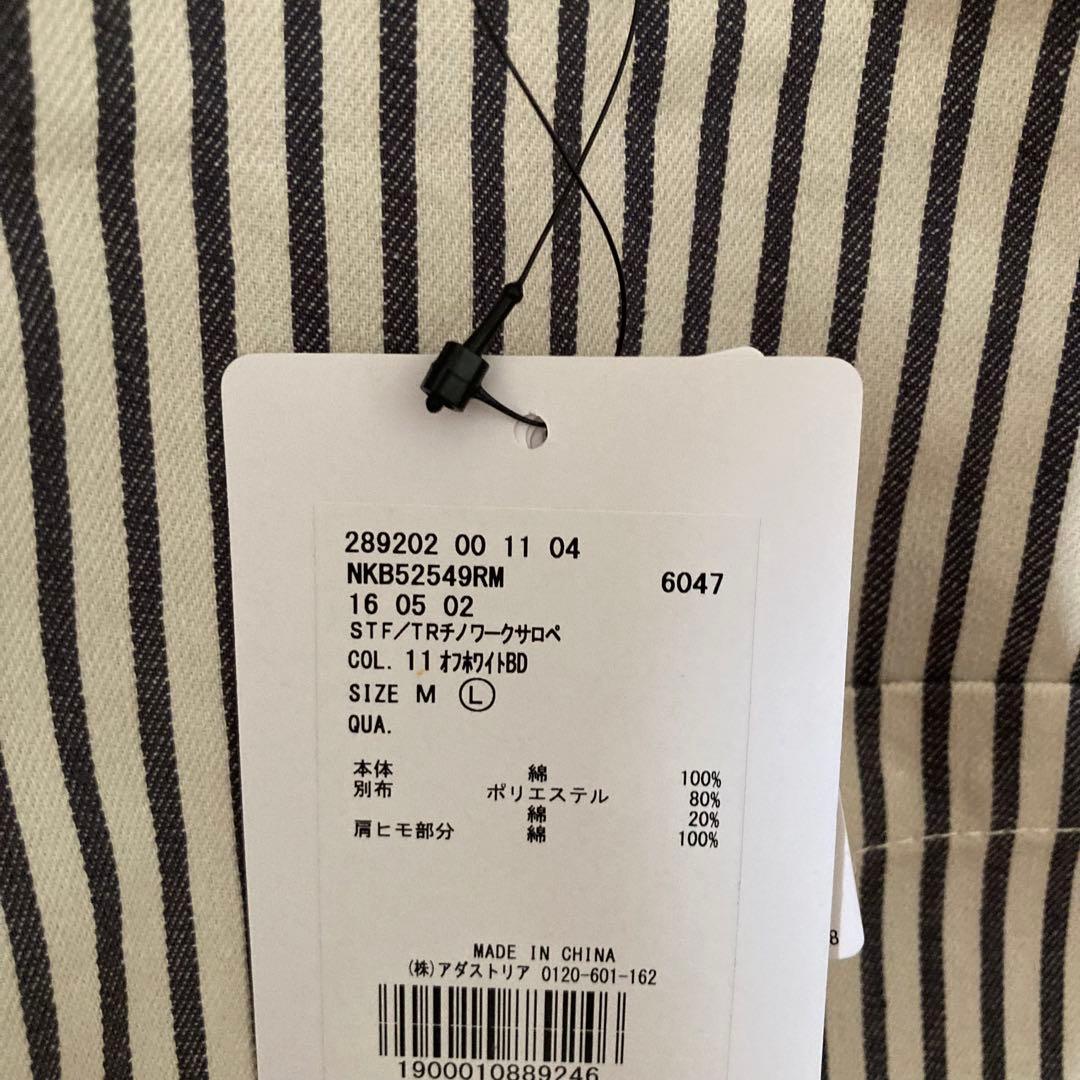 289202 00 11 04
NKB52549RM 6047
16 05 02
STF/TRチノワークサロペ
COL. 11 オフホワイトBD
SIZE M Ⓛ
QUA.
本体 綿 100%
別布 ポリエステル 80%
綿 20%
肩ヒモ部分 綿 100%
MADE IN CHINA
(株)アダストリア 0120-601-162
1900010889246
8